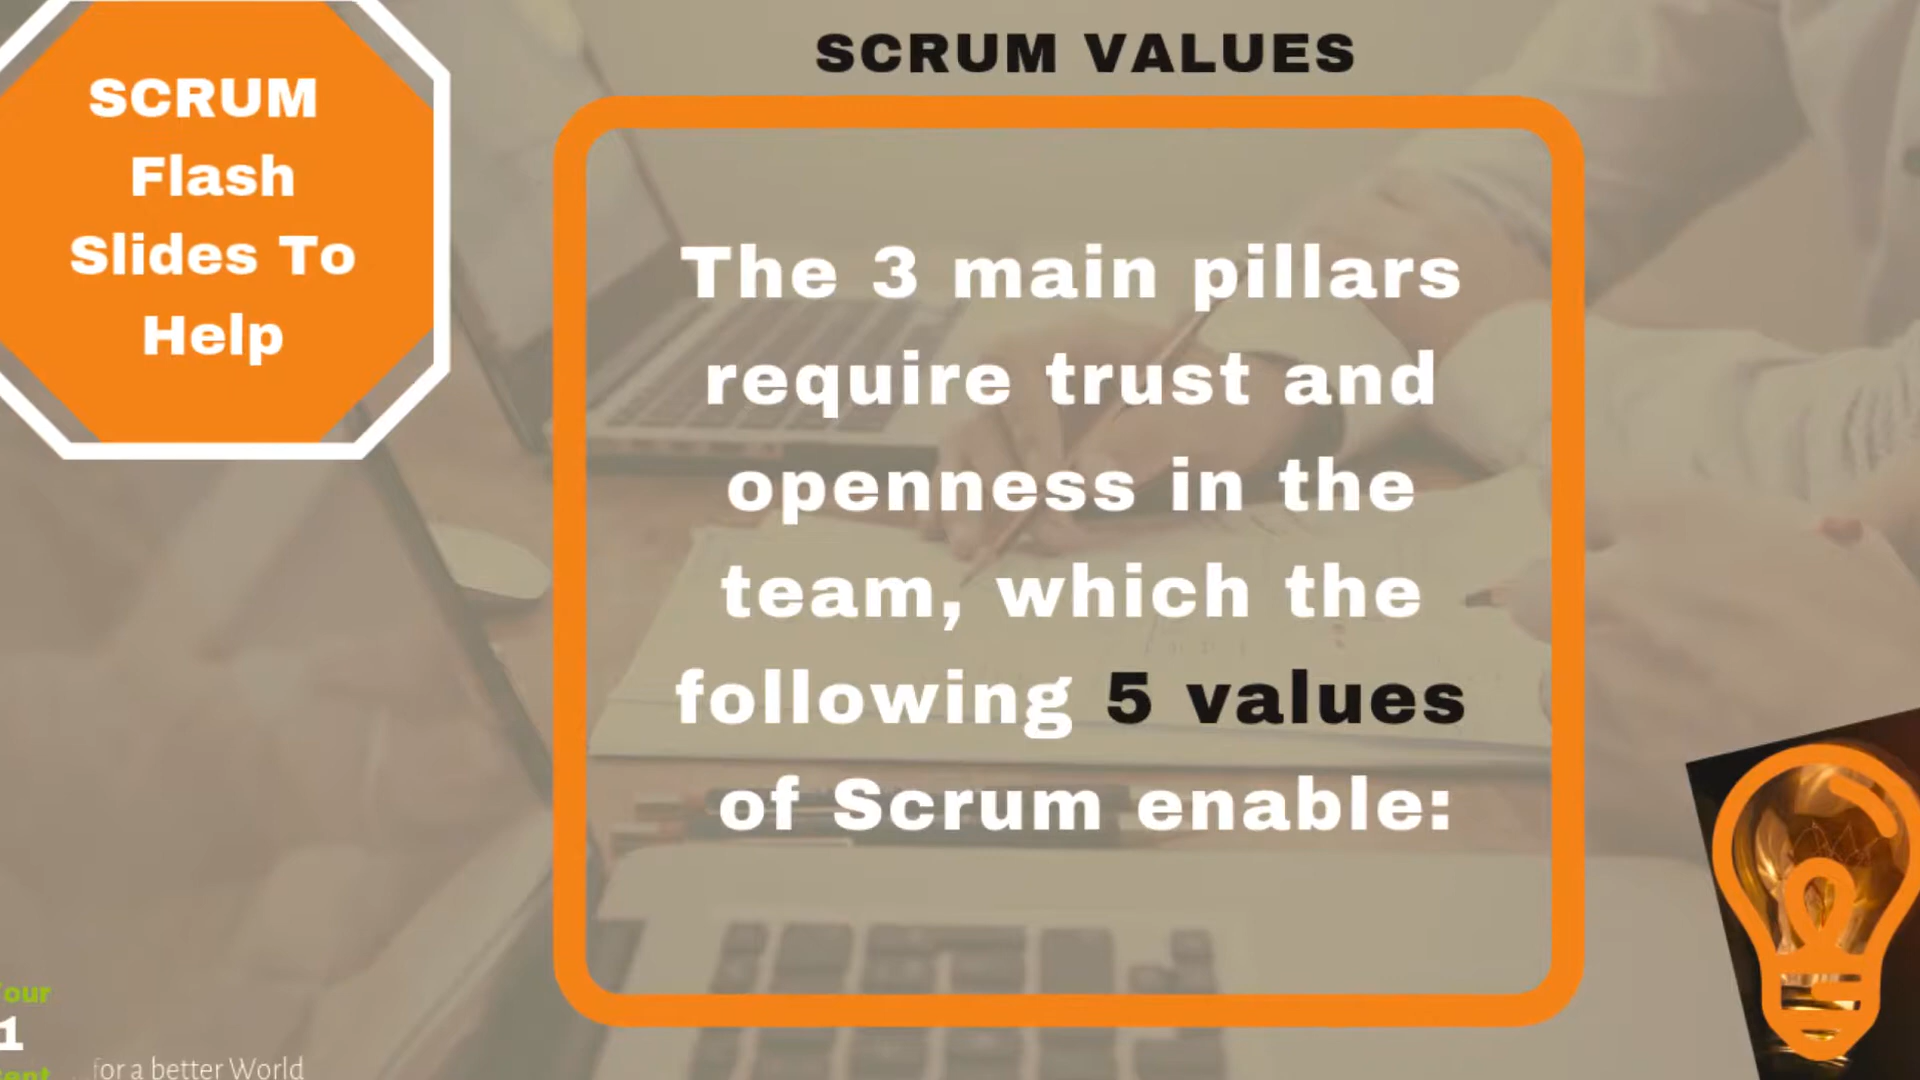 SCRUM
Flash
Slides To
Help
SCRUM VALUES
The 3 main pillars
require trust and
openness in the
team, which the
following 5 values
of Scrum enable:
1
for a better World